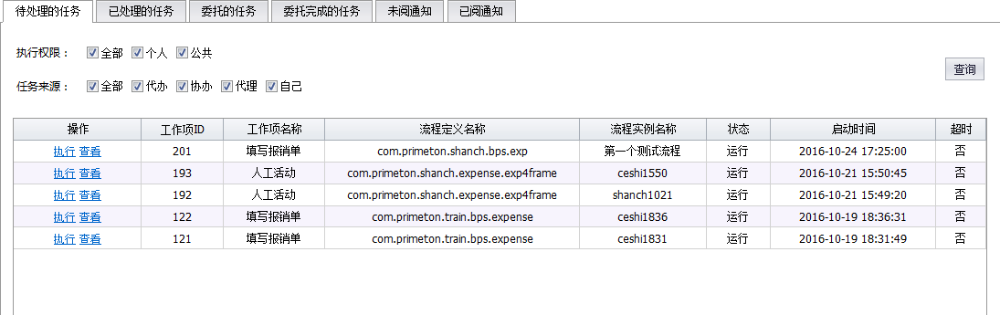 待处理的任务 已处理的任务 委托的任务 委托完成的任务 未阅通知 已阅通知
执行权限： 全部 个人 公共
查询
任务来源： 全部 代办 协办 代理 自己
操作 工作项ID 工作项名称 流程定义名称 流程实例名称 状态 启动时间 超时
执行 查看 201 填写报销单 com.primeton.shanch.bps.exp 第一个测试流程 运行 2016-10-24 17:25:00 否
执行 查看 193 人工活动 com.primeton.shanch.expense.exp4frame ceshi1550 运行 2016-10-21 15:50:45 否
执行 查看 192 人工活动 com.primeton.shanch.expense.exp4frame shanch1021 运行 2016-10-21 15:49:20 否
执行 查看 122 填写报销单 com.primeton.train.bps.expense ceshi1836 运行 2016-10-19 18:36:31 否
执行 查看 121 填写报销单 com.primeton.train.bps.expense ceshi1831 运行 2016-10-19 18:31:49 否